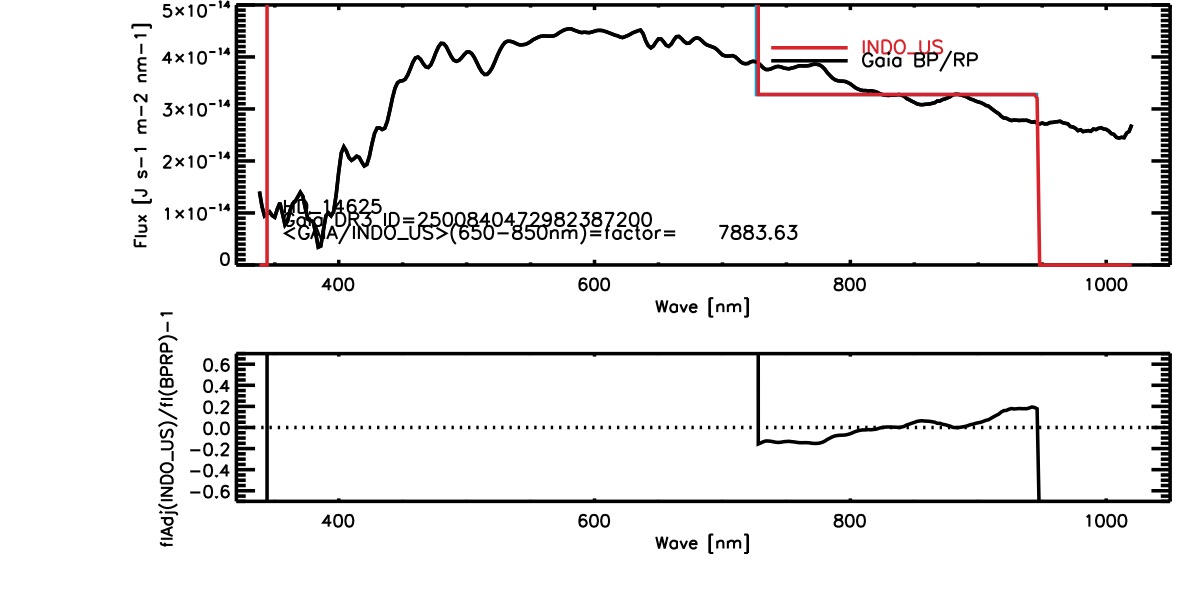 5×10⁻¹⁴
4×10⁻¹⁴
3×10⁻¹⁴
2×10⁻¹⁴
1×10⁻¹⁴
0
Flux [J s−1 m−2 nm−1]
INDO_US
Gaia BP/RP
HD_14625
Gaia DR3 ID=2500840472982387200
<GAIA/INDO_US>(650−850nm)=factor= 7883.63
400 600 800 1000
Wave [nm]
flAdj(INDO_US)/fl(BPRP)−1
0.6
0.4
0.2
0.0
−0.2
−0.4
−0.6
400 600 800 1000
Wave [nm]